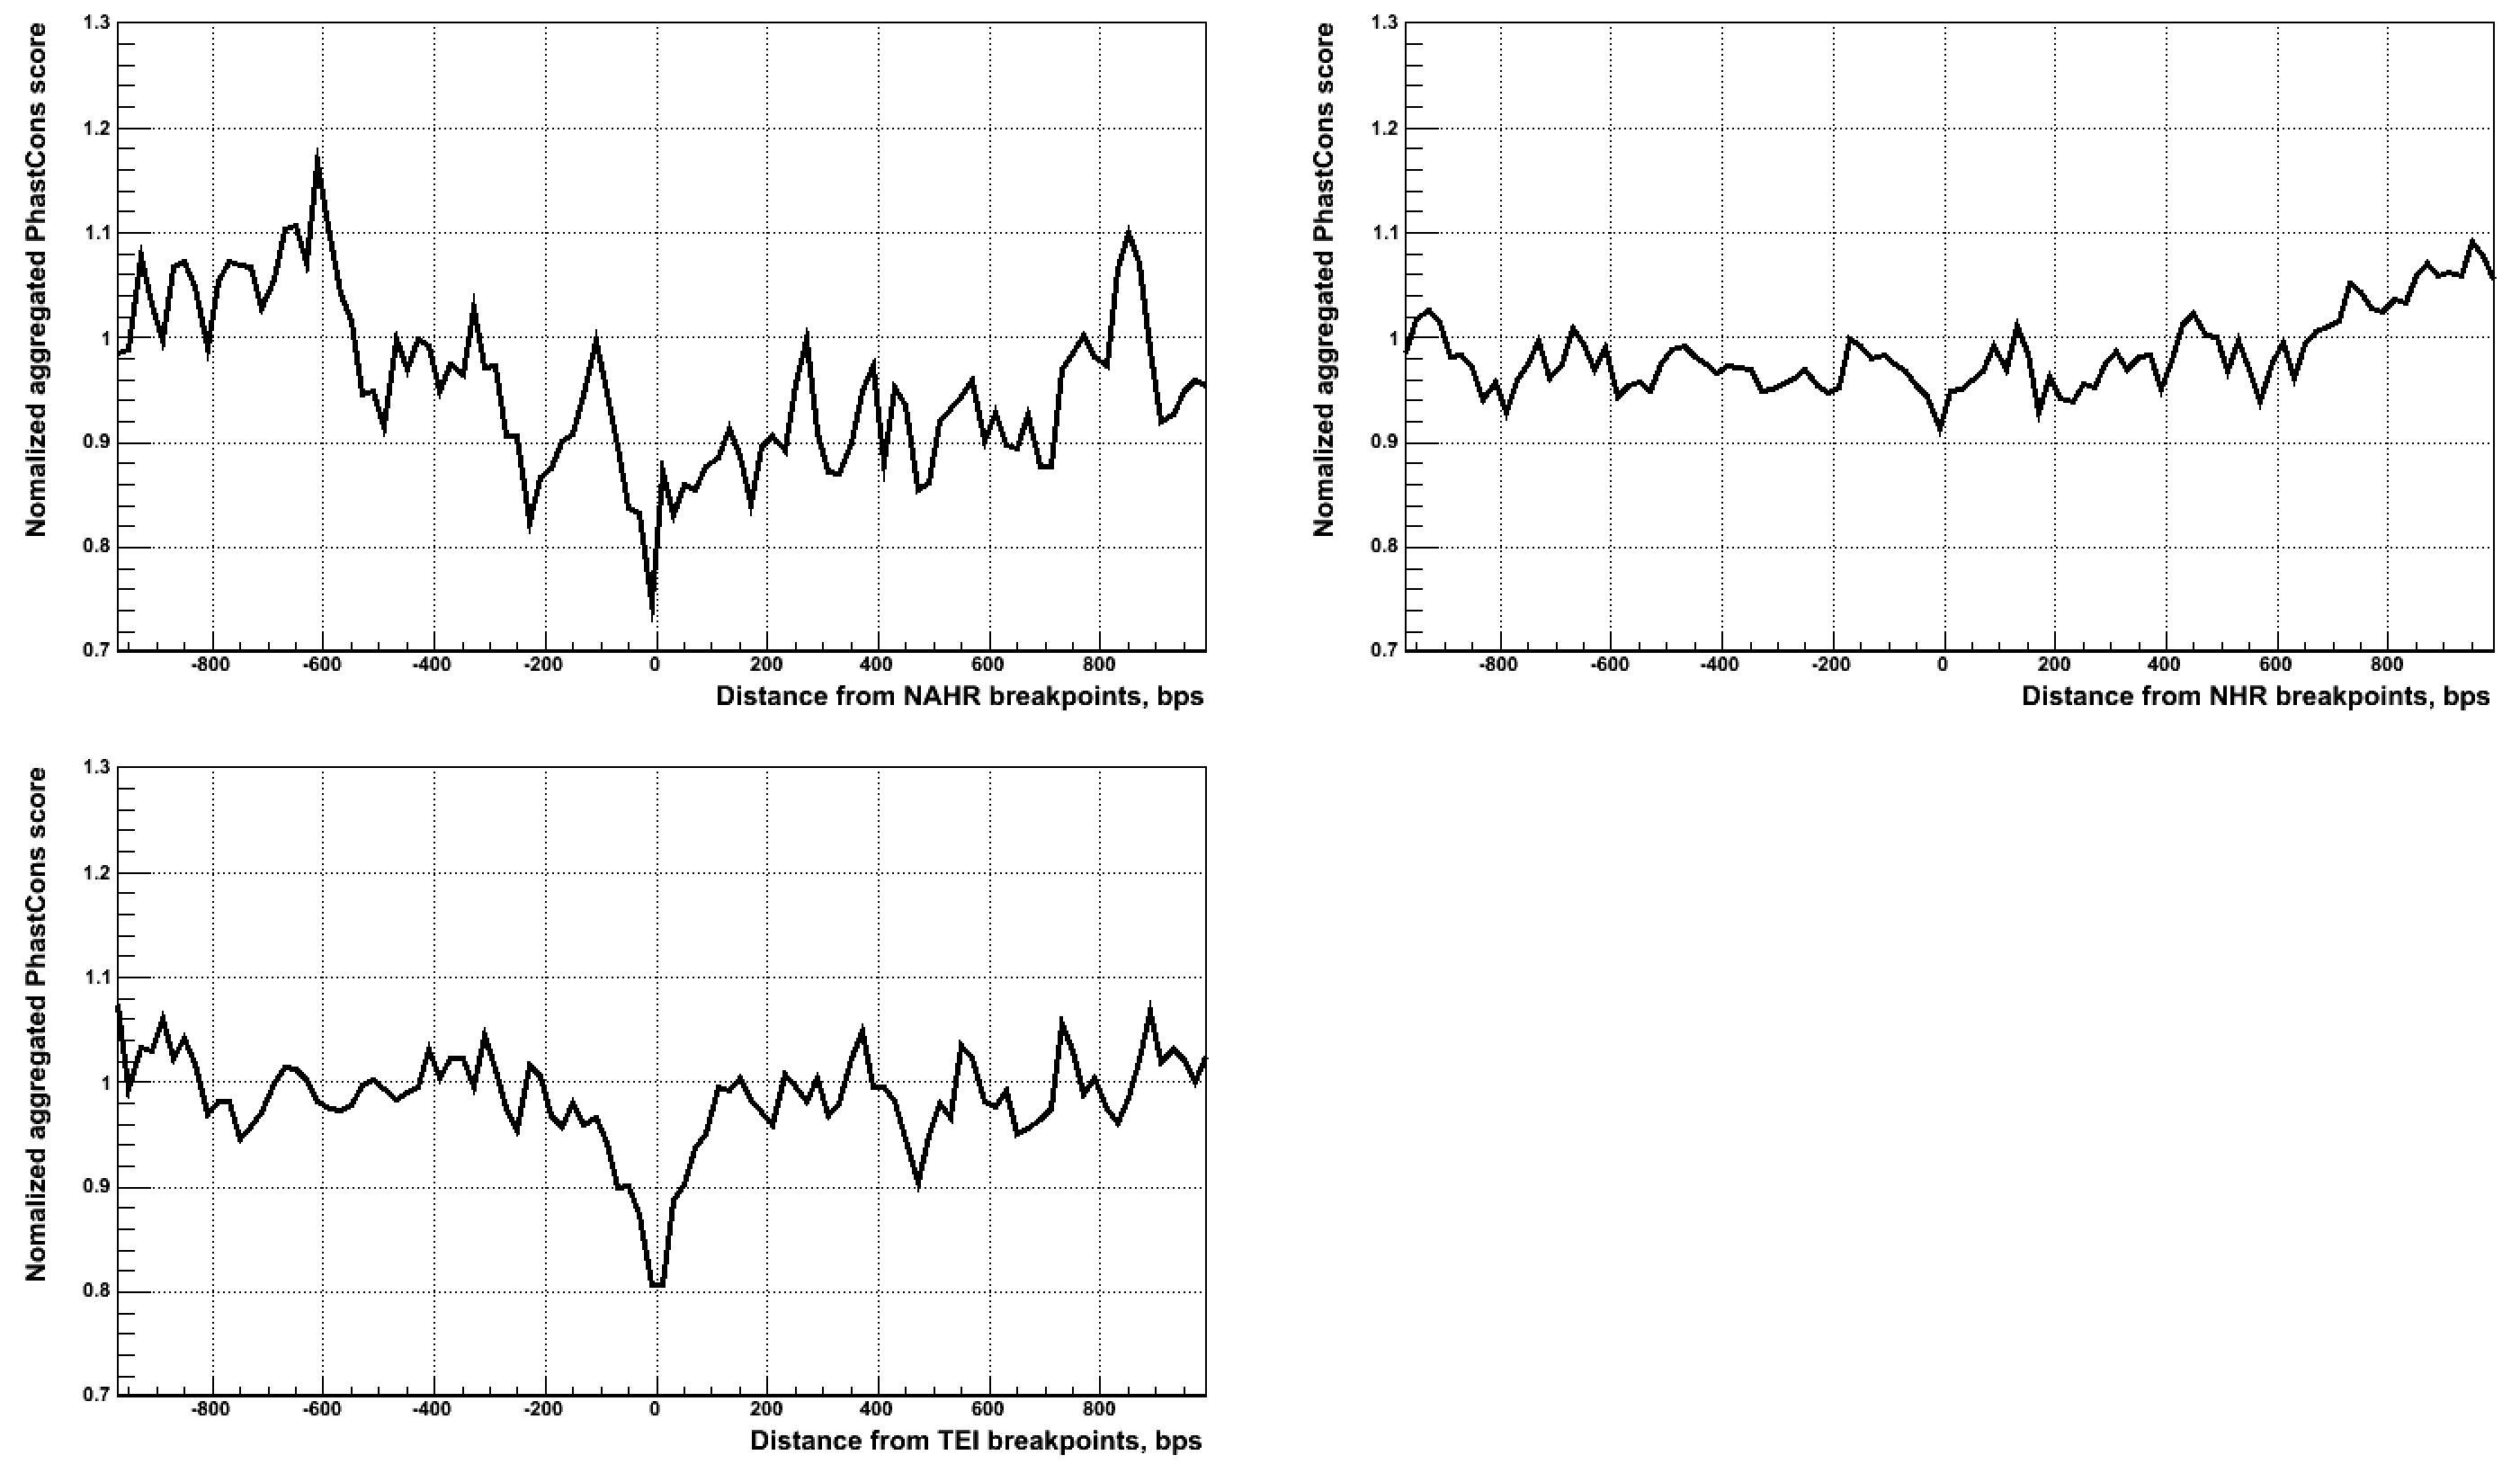 Nomalized aggregated PhastCons score
1.3
1.2
1.1
1
0.9
0.8
0.7
-800 -600 -400 -200 0 200 400 600 800
Distance from NAHR breakpoints, bps
Nomalized aggregated PhastCons score
1.3
1.2
1.1
1
0.9
0.8
0.7
-800 -600 -400 -200 0 200 400 600 800
Distance from NHR breakpoints, bps
Nomalized aggregated PhastCons score
1.3
1.2
1.1
1
0.9
0.8
0.7
-800 -600 -400 -200 0 200 400 600 800
Distance from TEI breakpoints, bps